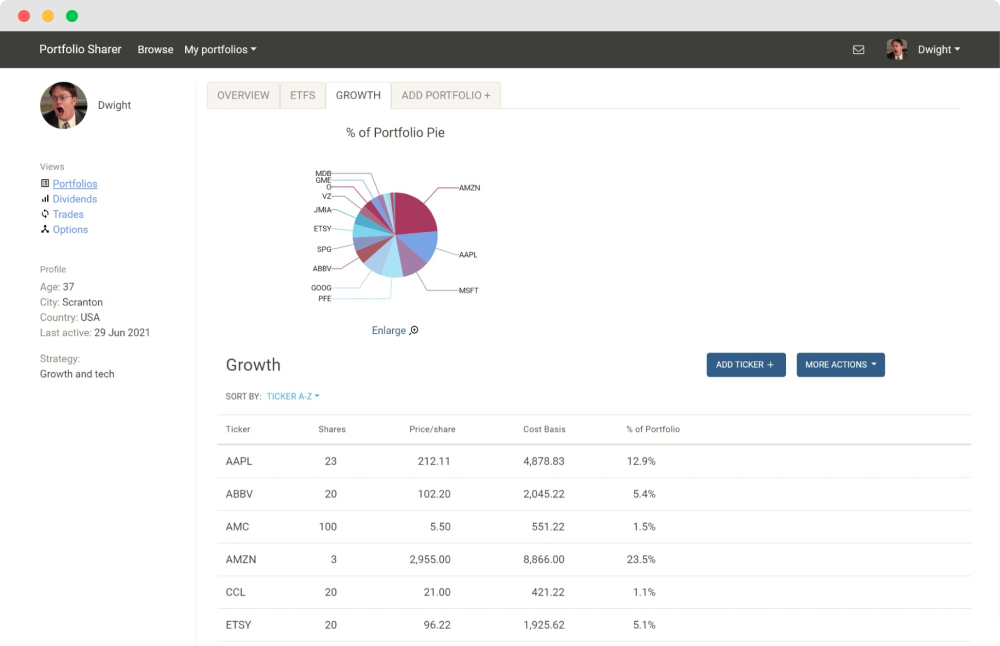 Portfolio Sharer Browse My portfolios Dwight
Dwight
Views
Portfolios
Dividends
Trades
Options
Profile
Age: 37
City: Scranton
Country: USA
Last active: 29 Jun 2021
Strategy:
Growth and tech
OVERVIEW ETFS GROWTH ADD PORTFOLIO +
% of Portfolio Pie
MDB
GME
O
VZ
JMIA
ETSY
SPG
ABBV
GOOG
PFE
AMZN
AAPL
MSFT
Enlarge
Growth
ADD TICKER + MORE ACTIONS
SORT BY: TICKER A-Z
Ticker Shares Price/share Cost Basis % of Portfolio
AAPL 23 212.11 4,878.83 12.9%
ABBV 20 102.20 2,045.22 5.4%
AMC 100 5.50 551.22 1.5%
AMZN 3 2,955.00 8,866.00 23.5%
CCL 20 21.00 421.22 1.1%
ETSY 20 96.22 1,925.62 5.1%